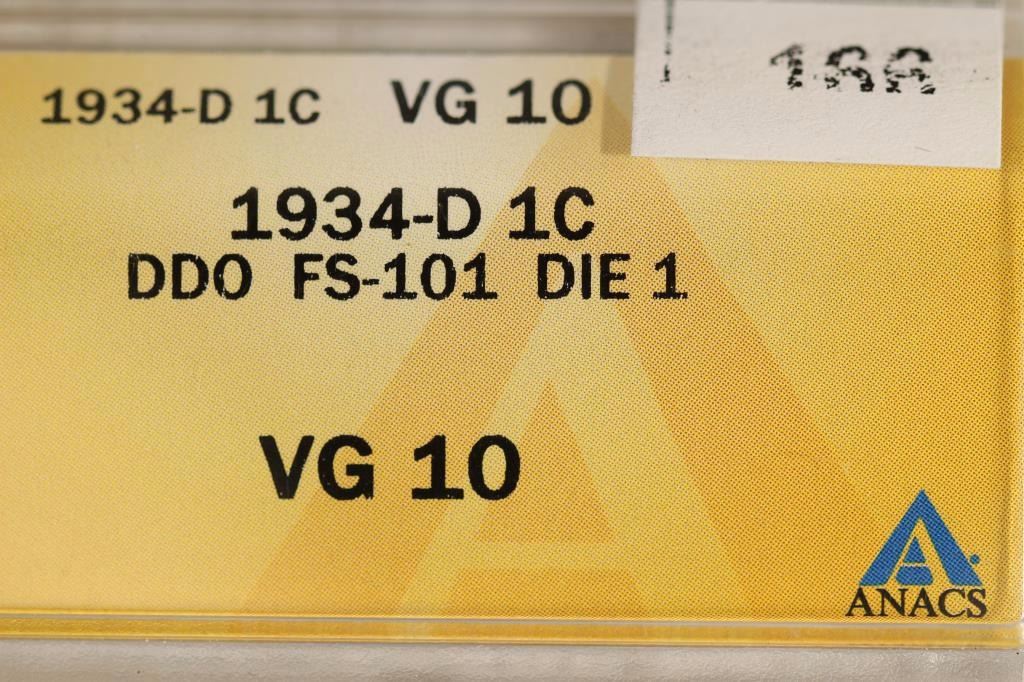 1934-D 1C VG 10
1934-D 1C
DDO FS-101 DIE 1
VG 10
ANACS